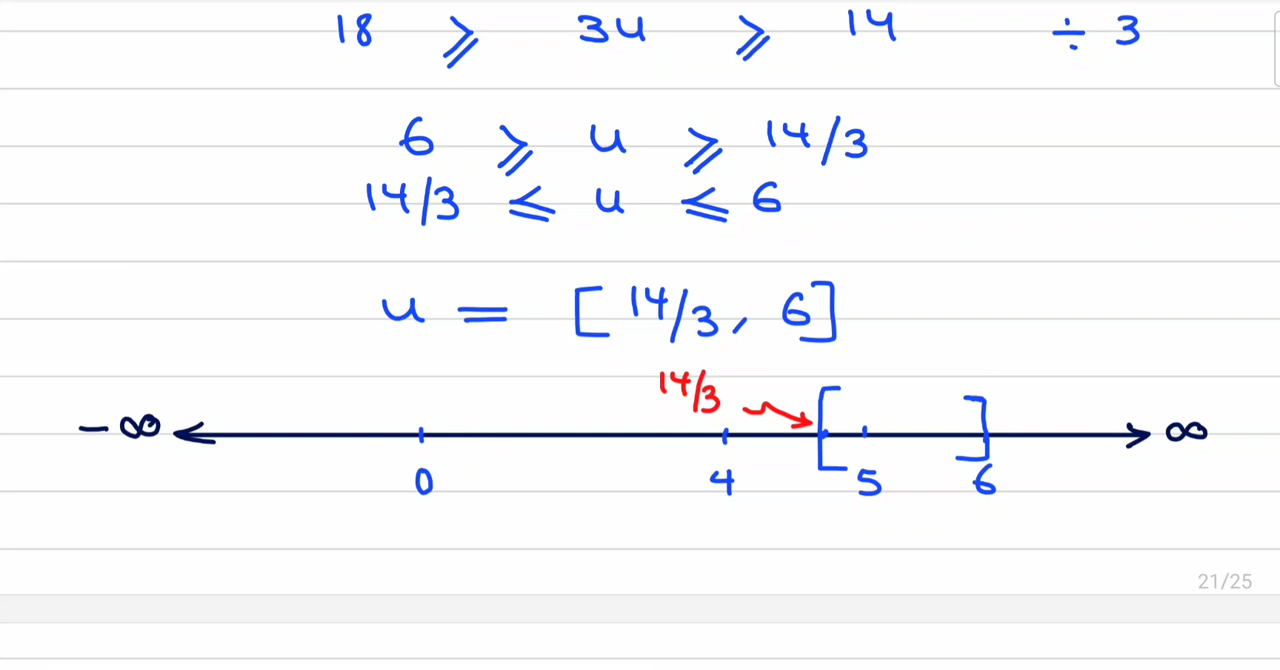 18 ⩾ 3u ⩾ 14 ÷ 3
6 ⩾ u ⩾ 14/3
14/3 ⩽ u ⩽ 6
u = [14/3, 6]
14/3
-∞ ∞
0 4 5 6
21/25